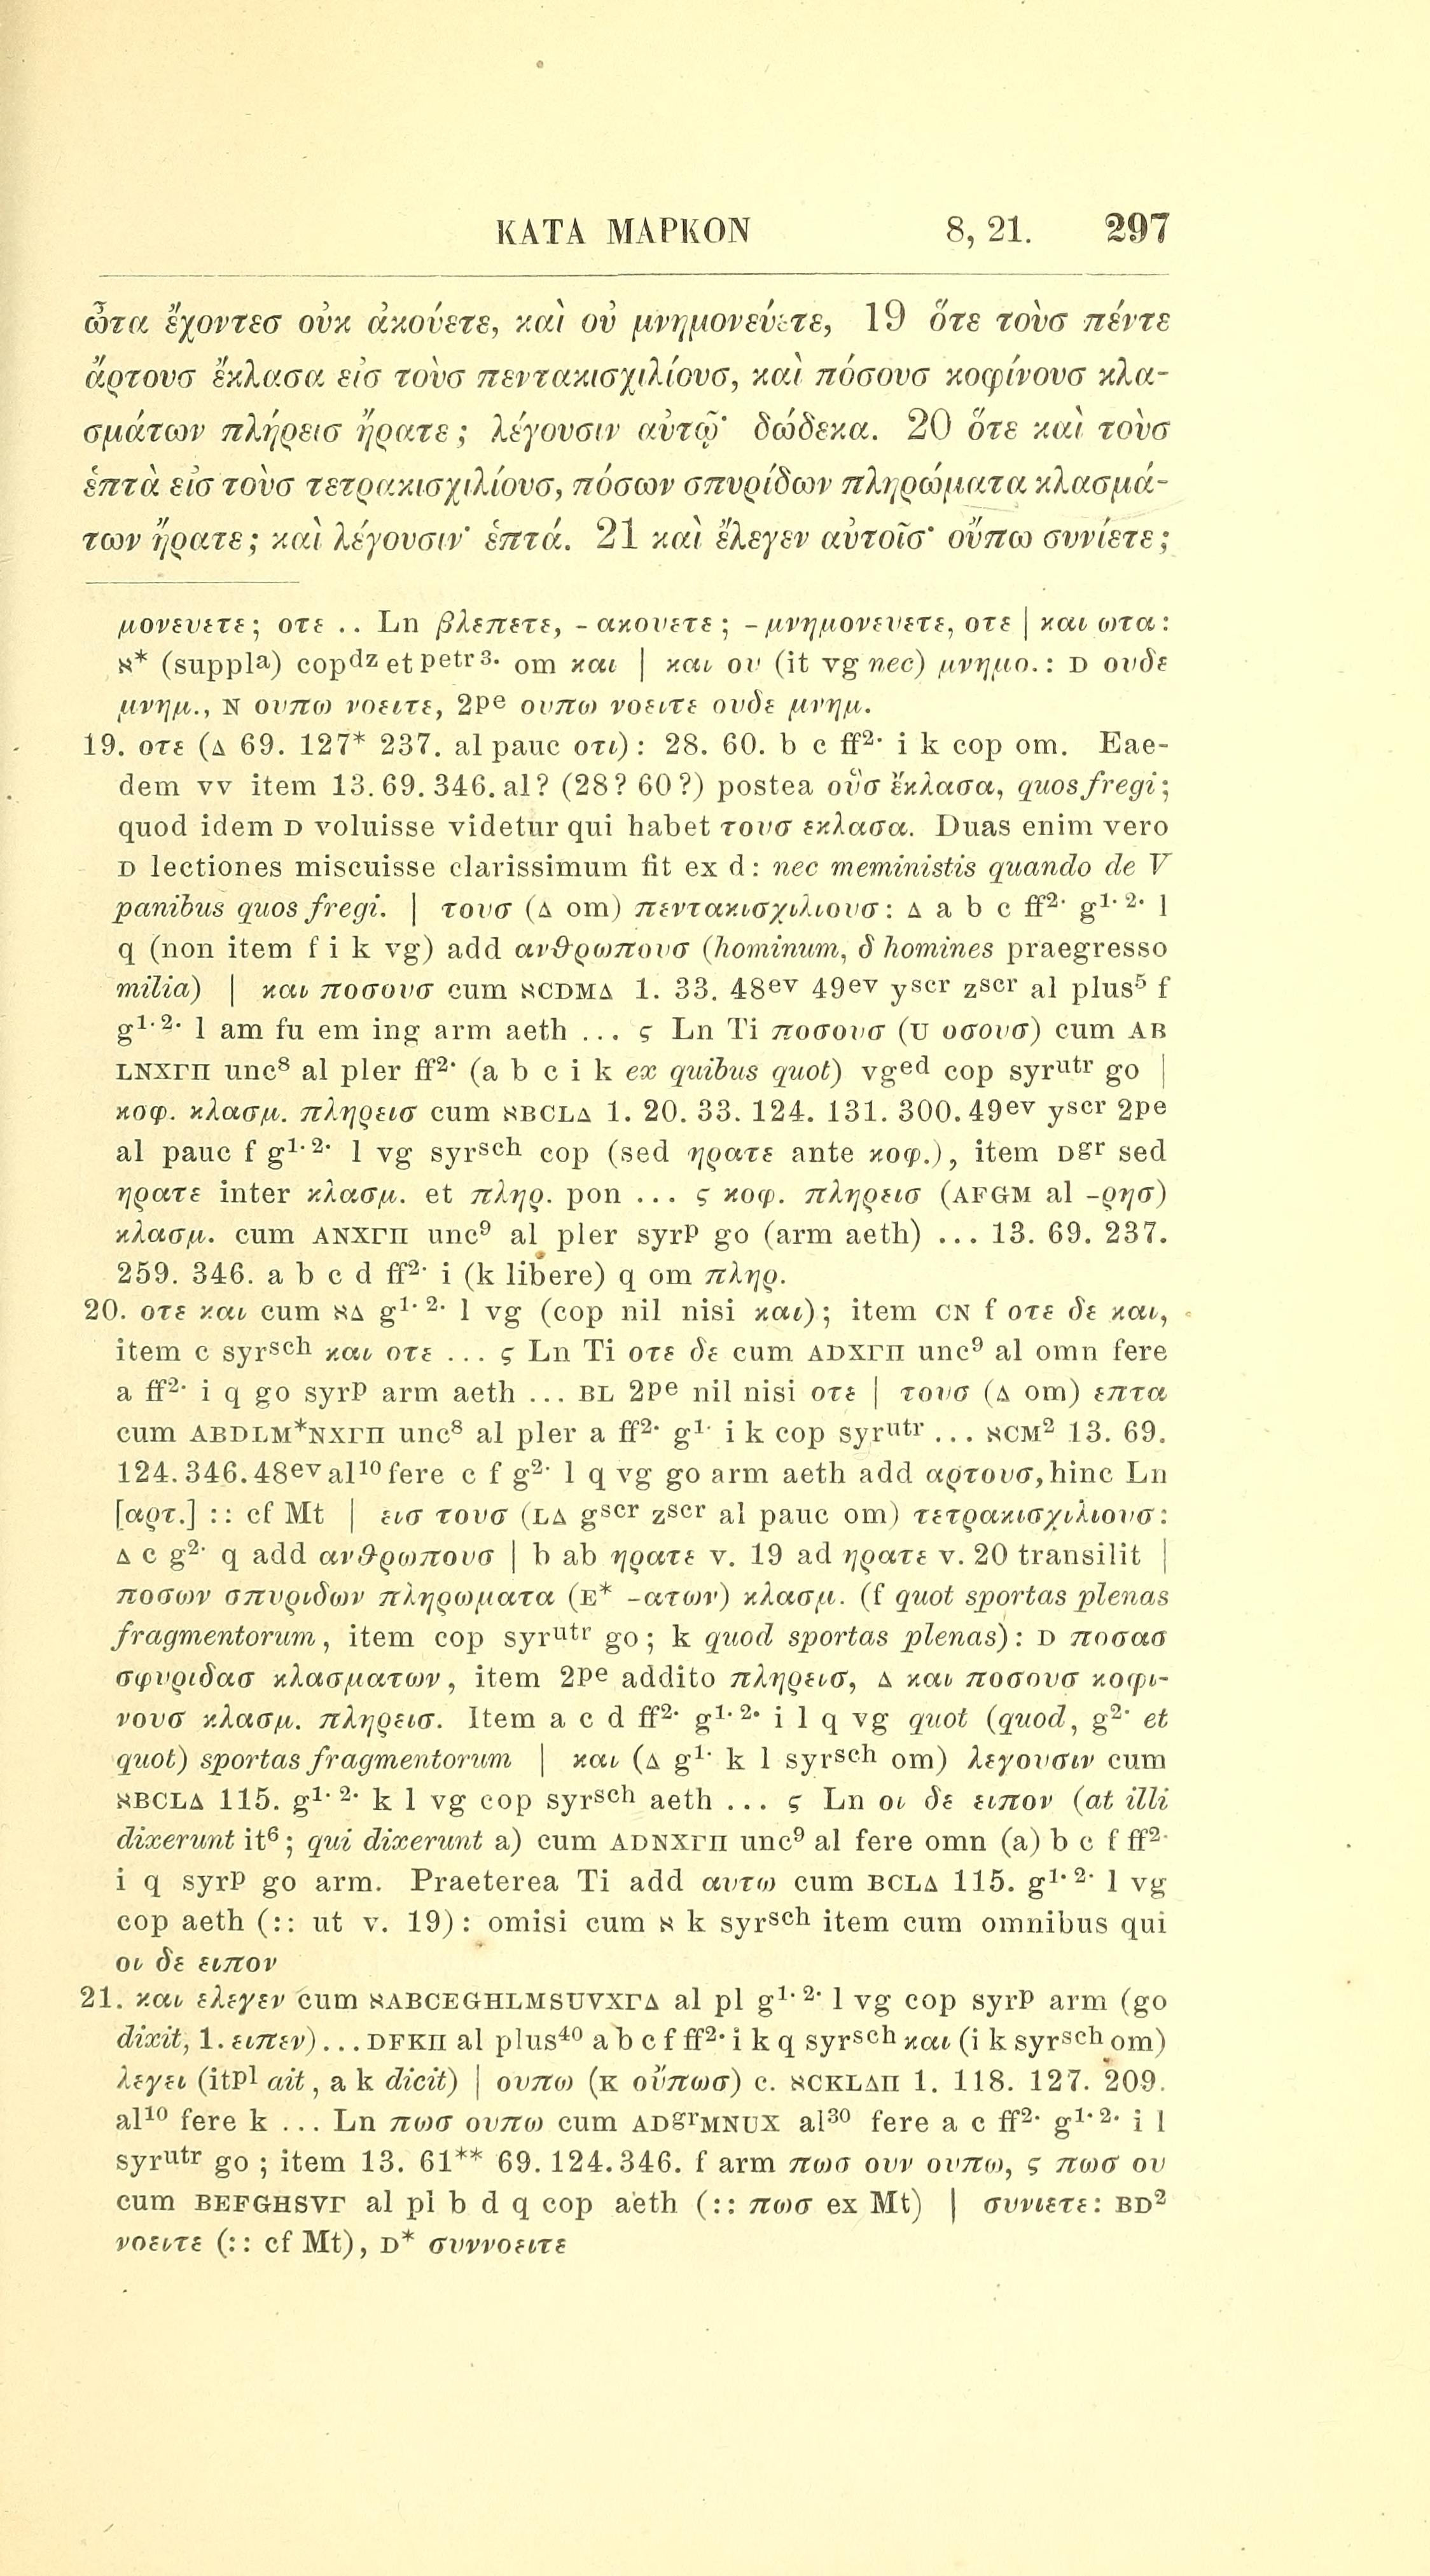 ΚΑΤΑ ΜΑΡΚΟΝ 8, 21. 297
ὦτα ἔχοντεσ οὐκ ἀκούετε, καὶ οὐ μνημονεύετε, 19 ὅτε τοὺσ πέντε
ἄρτουσ ἔκλασα εἰσ τοὺσ πεντακισχιλίουσ, καὶ πόσουσ κοφίνουσ κλα-
σμάτων πλήρεισ ἤρατε; λέγουσιν αὐτῷ· δώδεκα. 20 ὅτε καὶ τοὺσ
ἑπτὰ εἰσ τοὺσ τετρακισχιλίουσ, πόσων σπυρίδων πληρώματα κλασμά-
των ἤρατε; καὶ λέγουσιν· ἑπτά. 21 καὶ ἔλεγεν αὐτοῖσ· οὔπω συνίετε;
μονευετε; οτε .. Ln βλεπετε, - ακουετε; - μνημονευετε, οτε | και ωτα:
ℵ* (supplᵃ) copᵈᶻ et petr ³· om και | και ου (it vg nec) μνημο.: D ουδε
μνημ., N ουπω νοειτε, 2ᵖᵉ ουπω νοειτε ουδε μνημ.
19. οτε (Δ 69. 127* 237. al pauc οτι): 28. 60. b c ff²· i k cop om. Eae-
dem vv item 13. 69. 346. al? (28? 60?) postea οὓσ ἔκλασα, quos fregi;
quod idem D voluisse videtur qui habet τουσ εκλασα. Duas enim vero
D lectiones miscuisse clarissimum fit ex d: nec meministis quando de V
panibus quos fregi. | τουσ (Δ om) πεντακισχιλιουσ: Δ a b c ff²· g¹· ²· l
q (non item f i k vg) add ανθρωπουσ (hominum, δ homines praegresso
milia) | και ποσουσ cum ℵCDMΔ 1. 33. 48ᵉᵛ 49ᵉᵛ yˢᶜʳ zˢᶜʳ al plus⁵ f
g¹· ²· l am fu em ing arm aeth ... ς Ln Ti ποσουσ (U οσουσ) cum AB
LNXΓΠ unc⁸ al pler ff²· (a b c i k ex quibus quot) vgᵉᵈ cop syrᵘᵗʳ go |
κοφ. κλασμ. πληρεισ cum ℵBCLΔ 1. 20. 33. 124. 131. 300. 49ᵉᵛ yˢᶜʳ 2ᵖᵉ
al pauc f g¹· ²· l vg syrˢᶜʰ cop (sed ηρατε ante κοφ.), item Dᵍʳ sed
ηρατε inter κλασμ. et πληρ. pon ... ς κοφ. πληρεισ (AFGM al -ρησ)
κλασμ. cum ANXΓΠ unc⁹ al pler syrᵖ go (arm aeth) ... 13. 69. 237.
259. 346. a b c d ff²· i (k libere) q om πληρ.
20. οτε και cum ℵΔ g¹· ²· l vg (cop nil nisi και); item CN f οτε δε και,
item c syrˢᶜʰ και οτε ... ς Ln Ti οτε δε cum ADXΓΠ unc⁹ al omn fere
a ff²· i q go syrᵖ arm aeth ... BL 2ᵖᵉ nil nisi οτε | τουσ (Δ om) επτα
cum ABDLM*NXΓΠ unc⁸ al pler a ff²· g¹· i k cop syrᵘᵗʳ ... ℵCM² 13. 69.
124. 346. 48ᵉᵛ al¹⁰ fere c f g²· l q vg go arm aeth add αρτουσ, hinc Ln
[αρτ.] :: cf Mt | εισ τουσ (LΔ gˢᶜʳ zˢᶜʳ al pauc om) τετρακισχιλιουσ:
Δ c g²· q add ανθρωπουσ | b ab ηρατε v. 19 ad ηρατε v. 20 transilit |
ποσων σπυριδων πληρωματα (E* -ατων) κλασμ. (f quot sportas plenas
fragmentorum, item cop syrᵘᵗʳ go; k quod sportas plenas): D ποσασ
σφυριδασ κλασματων, item 2ᵖᵉ addito πληρεισ, Δ και ποσουσ κοφι-
νουσ κλασμ. πληρεισ. Item a c d ff²· g¹· ²· i l q vg quot (quod, g²· et
quot) sportas fragmentorum | και (Δ g¹· k l syrˢᶜʰ om) λεγουσιν cum
ℵBCLΔ 115. g¹· ²· k l vg cop syrˢᶜʰ aeth ... ς Ln οι δε ειπον (at illi
dixerunt it⁶; qui dixerunt a) cum ADNXΓΠ unc⁹ al fere omn (a) b c f ff²·
i q syrᵖ go arm. Praeterea Ti add αυτω cum BCLΔ 115. g¹· ²· l vg
cop aeth (:: ut v. 19): omisi cum ℵ k syrˢᶜʰ item cum omnibus qui
οι δε ειπον
21. και ελεγεν cum ℵABCEGHLMSUVXΓΔ al pl g¹· ²· l vg cop syrᵖ arm (go
dixit, 1. ειπεν) ... DFKΠ al plus⁴⁰ a b c f ff²· i k q syrˢᶜʰ και (i k syrˢᶜʰ om)
λεγει (itᵖˡ ait, a k dicit) | ουπω (K οὔπωσ) c. ℵCKLΔΠ 1. 118. 127. 209.
al¹⁰ fere k ... Ln πωσ ουπω cum ADᵍʳMNUX al³⁰ fere a c ff²· g¹· ²· i l
syrᵘᵗʳ go ; item 13. 61** 69. 124. 346. f arm πωσ ουν ουπω, ς πωσ ου
cum BEFGHSVΓ al pl b d q cop aeth (:: πωσ ex Mt) | συνιετε: BD²
νοειτε (:: cf Mt), D* συννοειτε